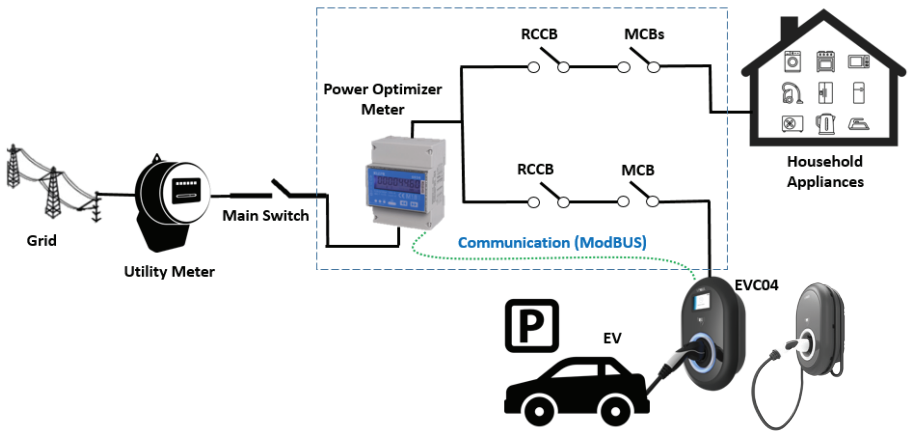 RCCB
MCBs
Power Optimizer
Meter
Household
Appliances
RCCB
MCB
Main Switch
Grid
Utility Meter
Communication (ModBUS)
EVC04
P
EV